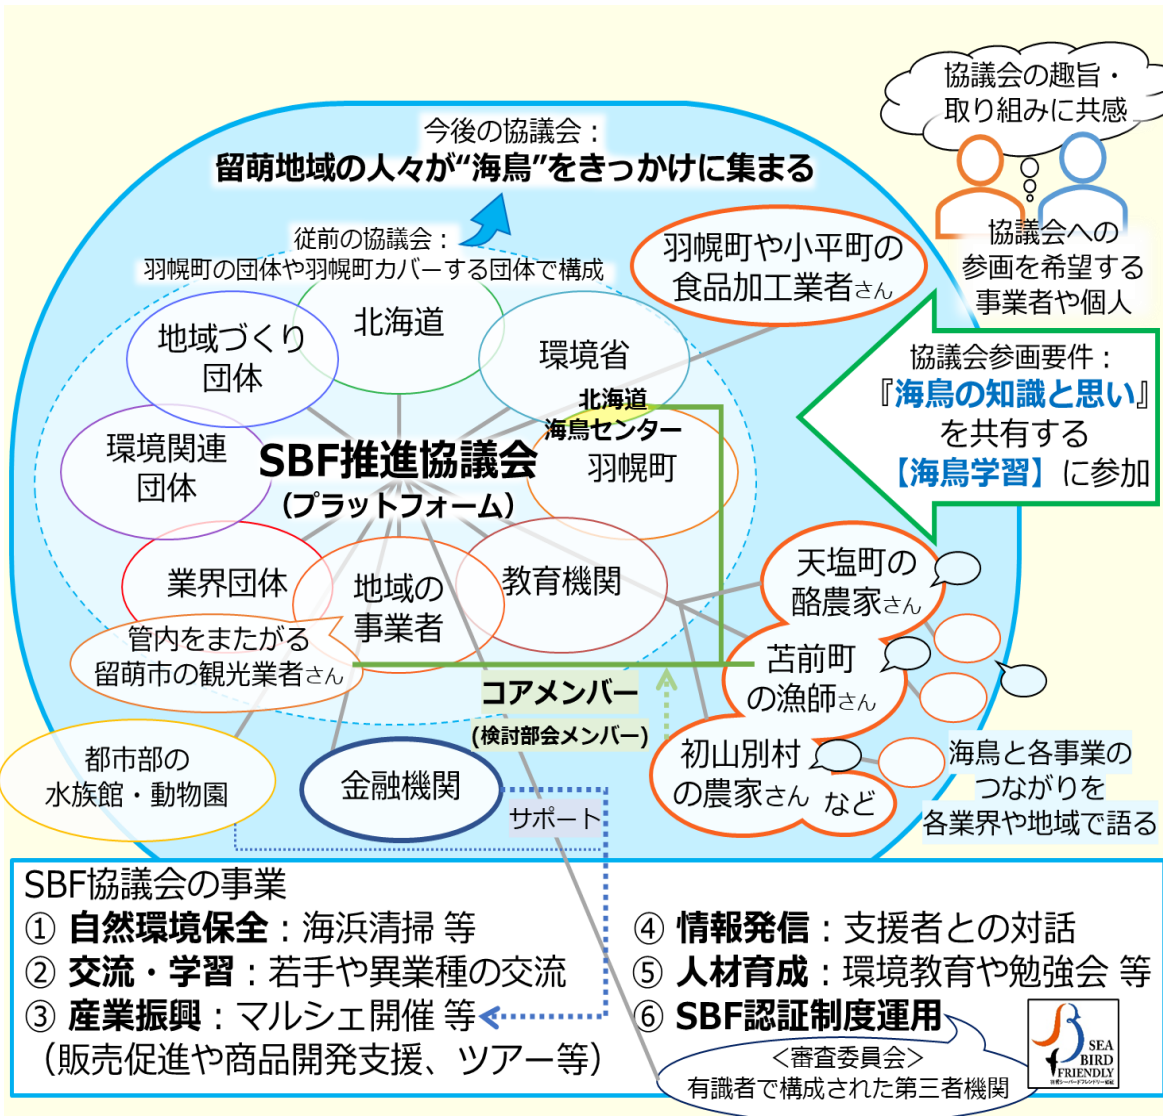 協議会の趣旨・
取り組みに共感
今後の協議会：
留萌地域の人々が“海鳥”をきっかけに集まる
従前の協議会：
羽幌町の団体や羽幌町カバーする団体で構成
羽幌町や小平町の
食品加工業者さん
協議会への
参画を希望する
事業者や個人
地域づくり
団体
北海道
環境省
協議会参画要件：
『海鳥の知識と思い』
を共有する
【海鳥学習】に参加
北海道
海鳥センター
羽幌町
環境関連
団体
SBF推進協議会
（プラットフォーム）
業界団体
地域の
事業者
教育機関
天塩町の
酪農家さん
管内をまたがる
留萌市の観光業者さん
苫前町
の漁師さん
コアメンバー
(検討部会メンバー)
初山別村
の農家さん
など
都市部の
水族館・動物園
金融機関
サポート
海鳥と各事業の
つながりを
各業界や地域で語る
SBF協議会の事業
① 自然環境保全：海浜清掃 等
② 交流・学習：若手や異業種の交流
③ 産業振興：マルシェ開催 等
（販売促進や商品開発支援、ツアー等）
④ 情報発信：支援者との対話
⑤ 人材育成：環境教育や勉強会 等
⑥ SBF認証制度運用
＜審査委員会＞
有識者で構成された第三者機関
SEA
BIRD
FRIENDLY